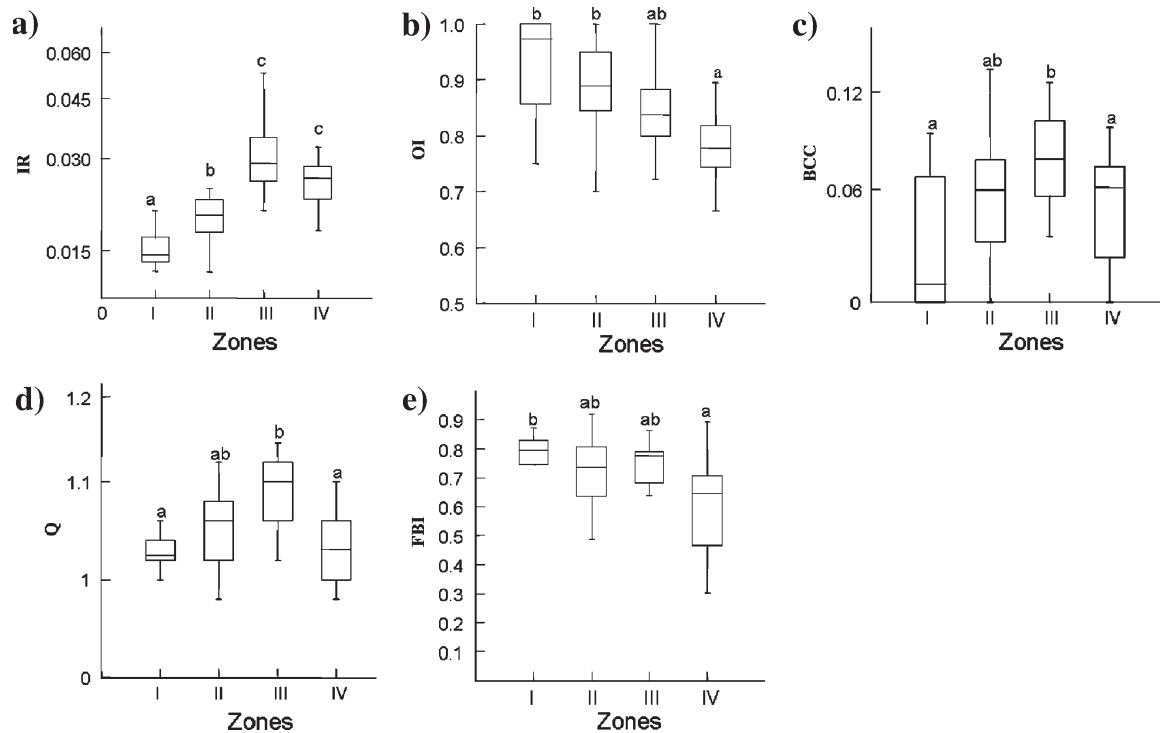 a)
0.060
0.045
0.030
0.015
0
IR
a
b
c
c
I II III IV
Zones
b)
1.0
0.9
0.8
0.7
0.6
0.5
OI
b
b
ab
a
I II III IV
Zones
c)
0.12
0.06
0
BCC
a
ab
b
a
I II III IV
Zones
d)
1.2
1.1
1
0
Q
a
ab
b
a
I II III IV
Zones
e)
0.9
0.8
0.7
0.6
0.5
0.4
0.3
0.2
0.1
FBI
b
ab
ab
a
I II III IV
Zones